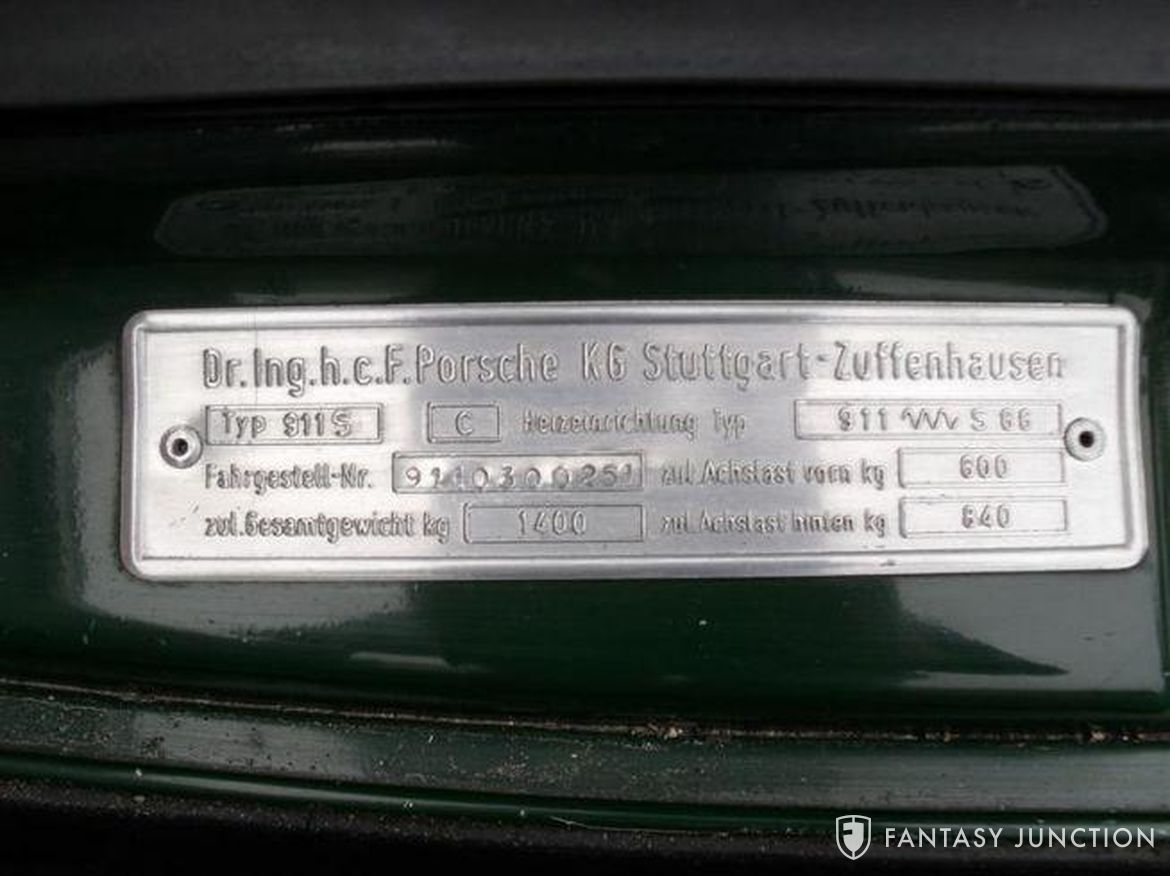 Dr.Ing.h.c.F.Porsche KG Stuttgart-Zuffenhausen
Typ 911S C Heizeinrichtung Typ 911 VVV S 66
Fahrgestell-Nr. 9110300251 zul.Achslast vorn kg 600
zul.Gesamtgewicht kg 1400 zul.Achslast hinten kg 840
FANTASY JUNCTION